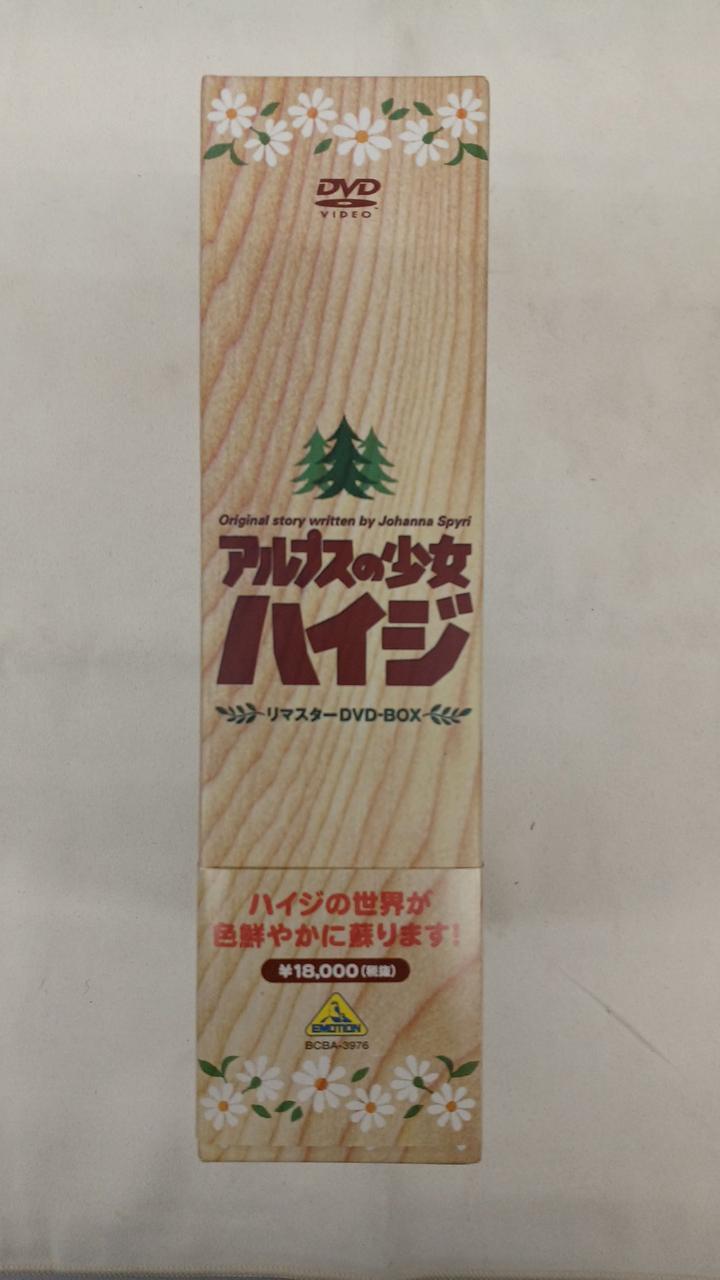 DVD
VIDEO
Original story written by Johanna Spyri
アルプスの少女
ハイジ
リマスターDVD-BOX
ハイジの世界が
色鮮やかに蘇ります!
¥18,000(税抜)
EMOTION
BCBA-3976